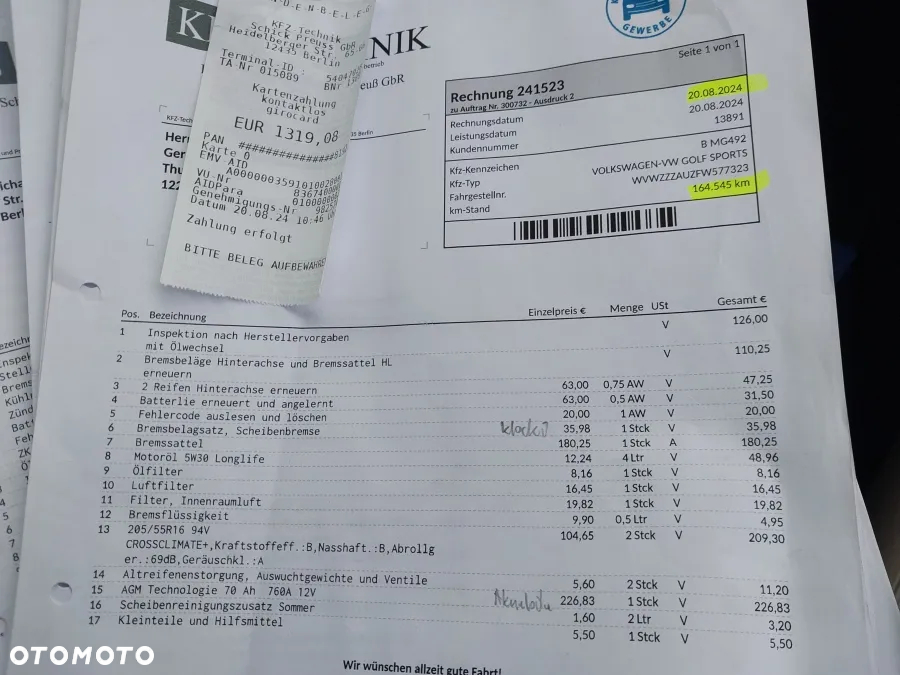 GEWERBE
NIK
euß GbR
KFZ Technik
Schick Preuss GbR
Heidelberger Str. 65-
12435 Berlin
Terminal-ID :
TA Nr 015089
BNr
Kartenzahlung
kontaktlos
girocard
EUR 1319,08
PAN
Karte 0
EMV AID
VU-Nr
AIDPara
Genehmigungs-Nr
Datum 20.08.24 10:46
Zahlung erfolgt
BITTE BELEG AUFBEWAHRE
Berlin
Seite 1 von 1
Rechnung 241523
zu Auftrag Nr. 300732 - Ausdruck 2
Rechnungsdatum 20.08.2024
Leistungsdatum 20.08.2024
Kundennummer 13891
Kfz-Kennzeichen B MG492
Kfz-Typ VOLKSWAGEN-VW GOLF SPORTS
Fahrgestellnr. WVWZZZAUZFW577323
km-Stand 164.545 km
Pos. Bezeichnung Einzelpreis € Menge USt Gesamt €
1 Inspektion nach Herstellervorgaben V 126,00
mit Ölwechsel
2 Bremsbeläge Hinterachse und Bremssattel HL V 110,25
erneuern
3 2 Reifen Hinterachse erneuern 63,00 0,75 AW V 47,25
4 Batterlie erneuert und angelernt 63,00 0,5 AW V 31,50
5 Fehlercode auslesen und löschen 20,00 1 AW V 20,00
6 Bremsbelagsatz, Scheibenbremse 35,98 1 Stck V 35,98
7 Bremssattel 180,25 1 Stck A 180,25
8 Motoröl 5W30 Longlife 12,24 4 Ltr V 48,96
9 Ölfilter 8,16 1 Stck V 8,16
10 Luftfilter 16,45 1 Stck V 16,45
11 Filter, Innenraumluft 19,82 1 Stck V 19,82
12 Bremsflüssigkeit 9,90 0,5 Ltr V 4,95
13 205/55R16 94V 104,65 2 Stck V 209,30
CROSSCLIMATE+,Kraftstoffeff.:B,Nasshaft.:B,Abrollg
er.:69dB,Geräuschkl.:A
14 Altreifenenstorgung, Auswuchtgewichte und Ventile 5,60 2 Stck V 11,20
15 AGM Technologie 70 Ah 760A 12V 226,83 1 Stck V 226,83
16 Scheibenreinigungszusatz Sommer 1,60 2 Ltr V 3,20
17 Kleinteile und Hilfsmittel 5,50 1 Stck V 5,50
Wir wünschen allzeit gute Fahrt!
OTOMOTO